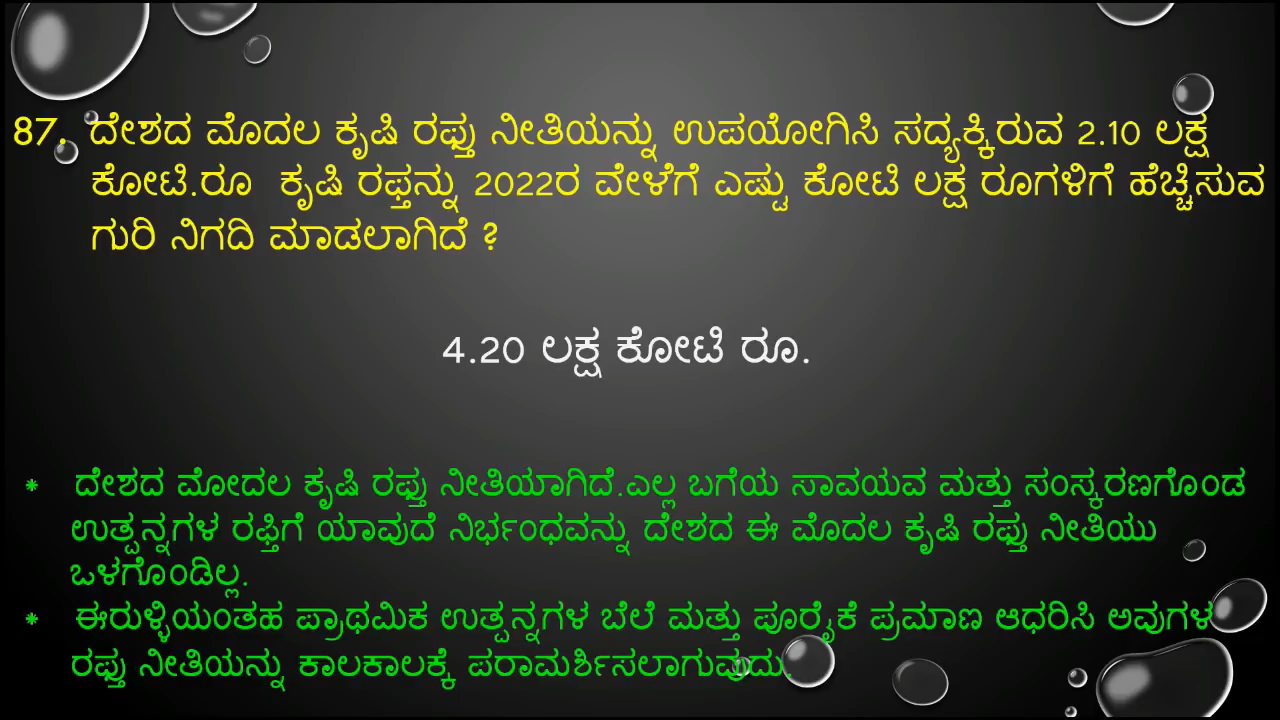 87. ದೇಶದ ಮೊದಲ ಕೃಷಿ ರಫ್ತು ನೀತಿಯನ್ನು ಉಪಯೋಗಿಸಿ ಸದ್ಯಕ್ಕಿರುವ 2.10 ಲಕ್ಷ
ಕೋಟಿ.ರೂ ಕೃಷಿ ರಫ್ತನ್ನು 2022ರ ವೇಳೆಗೆ ಎಷ್ಟು ಕೋಟಿ ಲಕ್ಷ ರೂಗಳಿಗೆ ಹೆಚ್ಚಿಸುವ
ಗುರಿ ನಿಗದಿ ಮಾಡಲಾಗಿದೆ ?
4.20 ಲಕ್ಷ ಕೋಟಿ ರೂ.
* ದೇಶದ ಮೋದಲ ಕೃಷಿ ರಫ್ತು ನೀತಿಯಾಗಿದೆ.ಎಲ್ಲ ಬಗೆಯ ಸಾವಯವ ಮತ್ತು ಸಂಸ್ಕರಣಗೊಂಡ
ಉತ್ಪನ್ನಗಳ ರಫ್ತಿಗೆ ಯಾವುದೆ ನಿರ್ಭಂಧವನ್ನು ದೇಶದ ಈ ಮೊದಲ ಕೃಷಿ ರಫ್ತು ನೀತಿಯು
ಒಳಗೊಂಡಿಲ್ಲ.
* ಈರುಳ್ಳಿಯಂತಹ ಪ್ರಾಥಮಿಕ ಉತ್ಪನ್ನಗಳ ಬೆಲೆ ಮತ್ತು ಪೂರೈಕೆ ಪ್ರಮಾಣ ಆಧರಿಸಿ ಅವುಗಳ
ರಫ್ತು ನೀತಿಯನ್ನು ಕಾಲಕಾಲಕ್ಕೆ ಪರಾಮರ್ಶಿಸಲಾಗುವುದು.